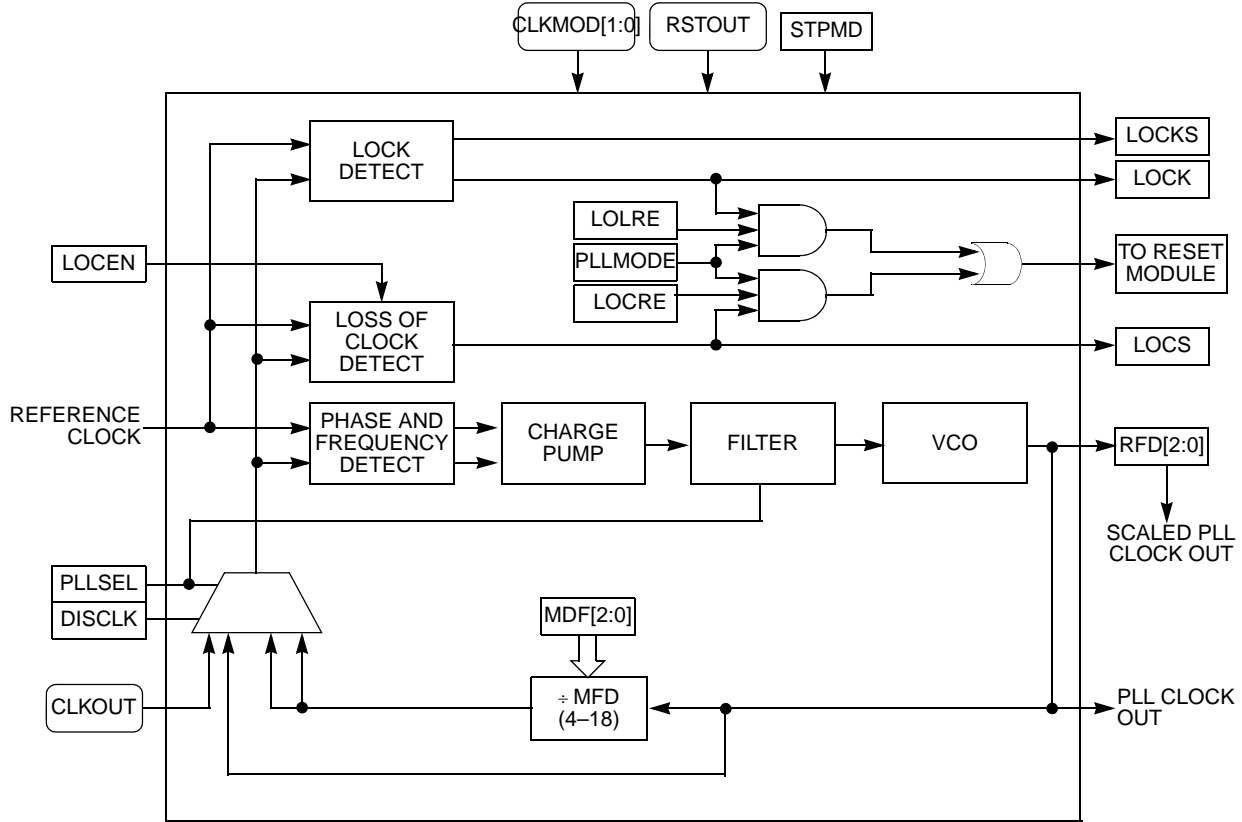 CLKMOD[1:0]
RSTOUT
STPMD
LOCK
DETECT
LOCKS
LOCK
LOLRE
PLLMODE
LOCRE
TO RESET
MODULE
LOCEN
LOSS OF
CLOCK
DETECT
LOCS
REFERENCE
CLOCK
PHASE AND
FREQUENCY
DETECT
CHARGE
PUMP
FILTER
VCO
RFD[2:0]
SCALED PLL
CLOCK OUT
PLLSEL
DISCLK
MDF[2:0]
CLKOUT
÷ MFD
(4–18)
PLL CLOCK
OUT